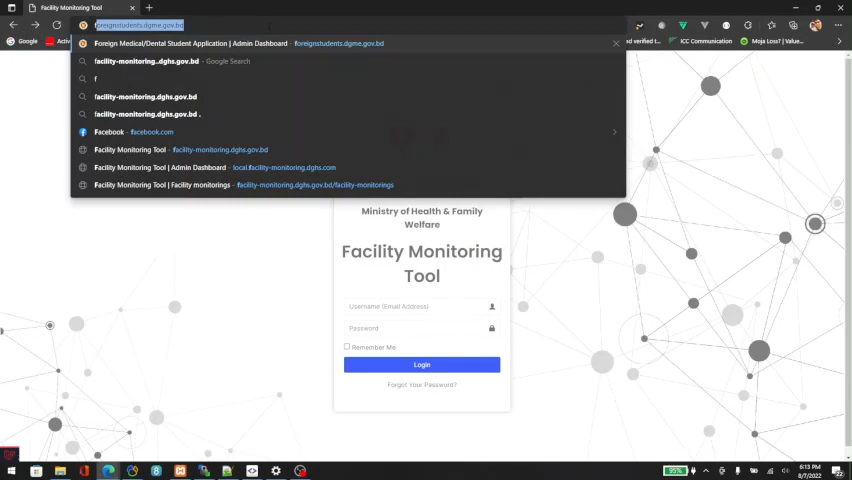 Facility Monitoring Tool
foreignstudents.dgme.gov.bd
Foreign Medical/Dental Student Application | Admin Dashboard - foreignstudents.dgme.gov.bd
facility-monitoring..dghs.gov.bd - Google Search
f
facility-monitoring.dghs.gov.bd
facility-monitoring.dghs.gov.bd .
Facebook - facebook.com
Facility Monitoring Tool - facility-monitoring.dghs.gov.bd
Facility Monitoring Tool | Admin Dashboard - local.facility-monitoring.dghs.com
Facility Monitoring Tool | Facility monitorings - facility-monitoring.dghs.gov.bd/facility-monitorings
Google
Activ
ad verified t...
ICC Communication
Moja Loss? | Value...
Ministry of Health & Family
Welfare
Facility Monitoring
Tool
Username (Email Address)
Password
Remember Me
Login
Forgot Your Password?
95%
6:13 PM
8/7/2022
22